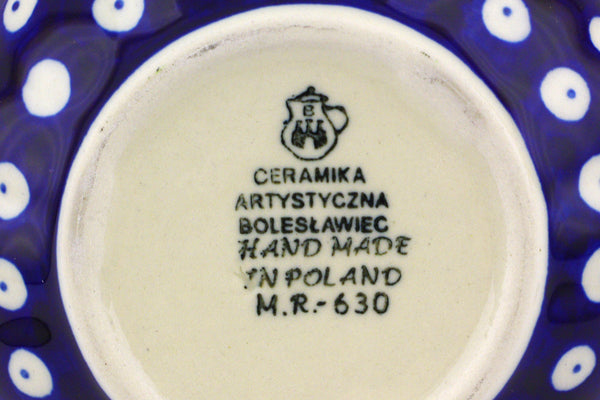 B
CERAMIKA
ARTYSTYCZNA
BOLESŁAWIEC
HAND MADE
IN POLAND
M.R.-630